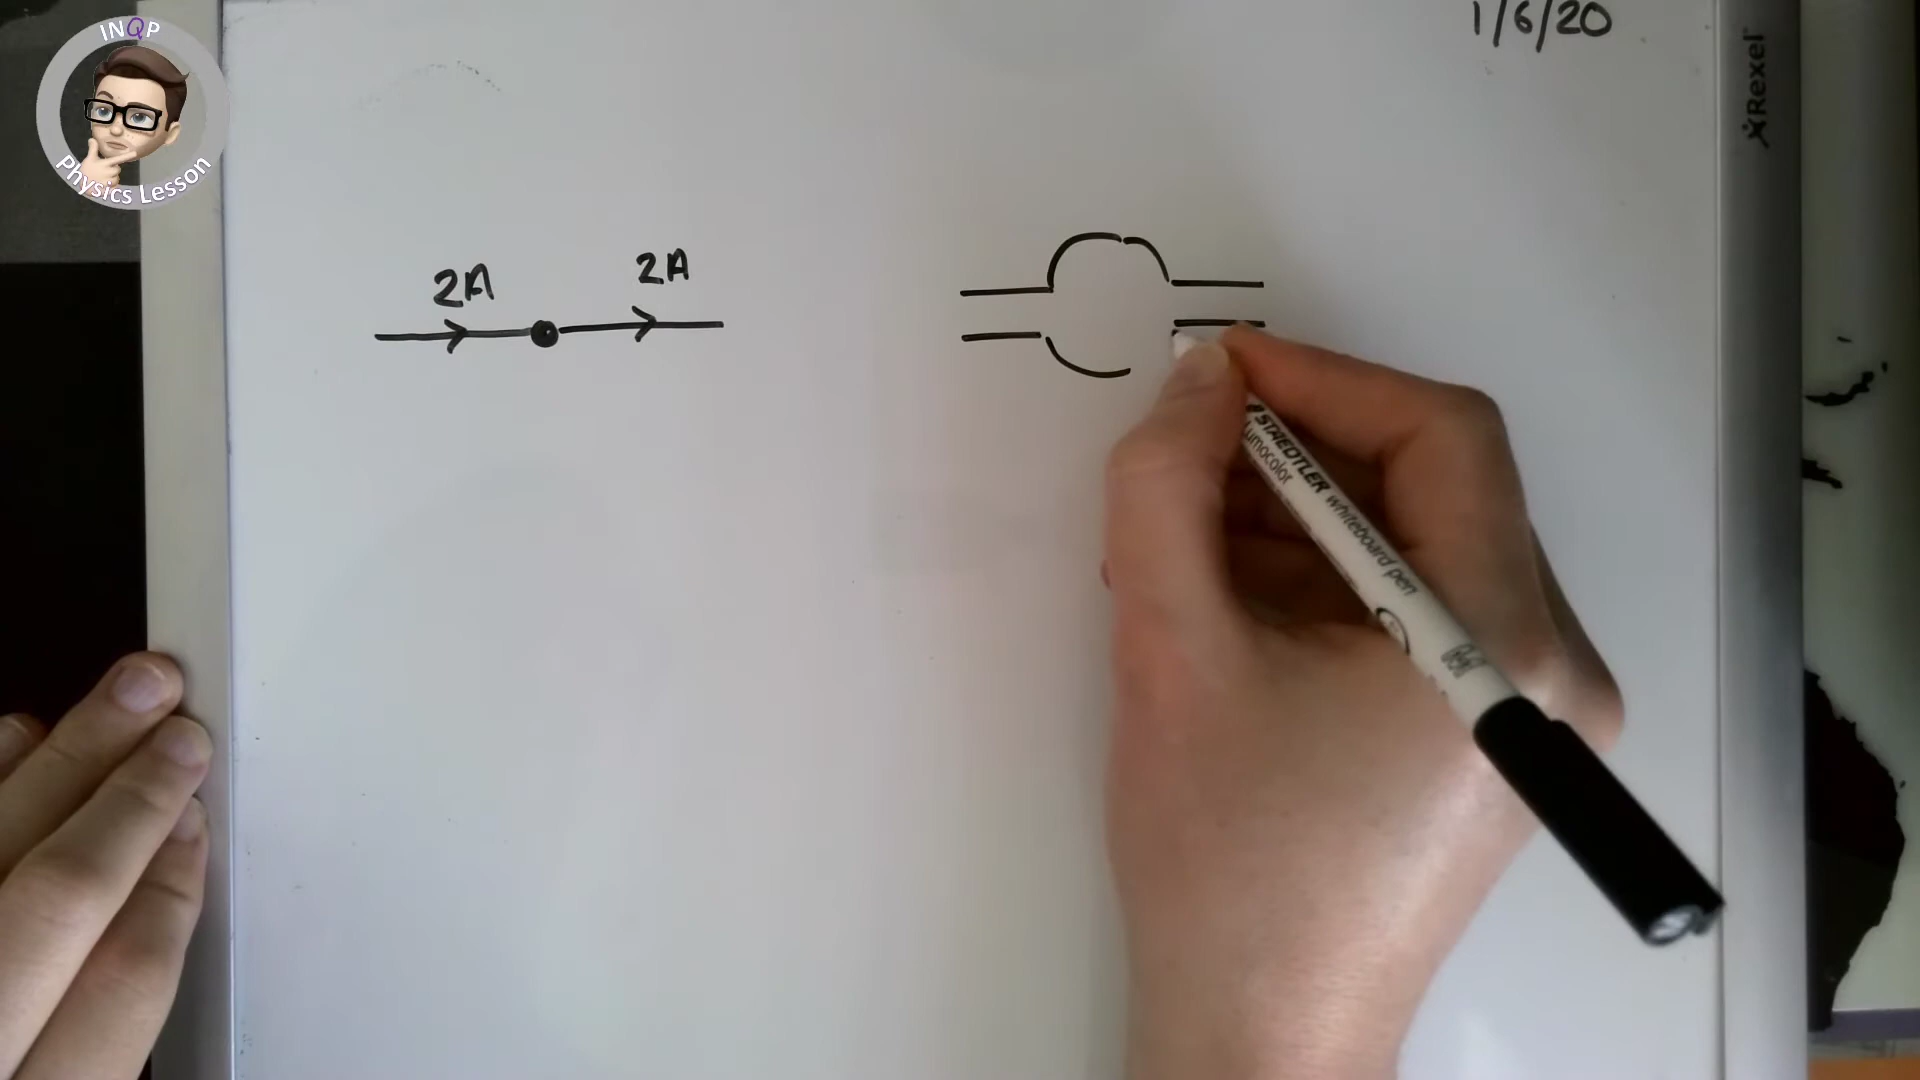 INQP
Physics Lesson
1/6/20
Rexel
2A
2A
STAEDTLER whiteboard pen
Lumocolor